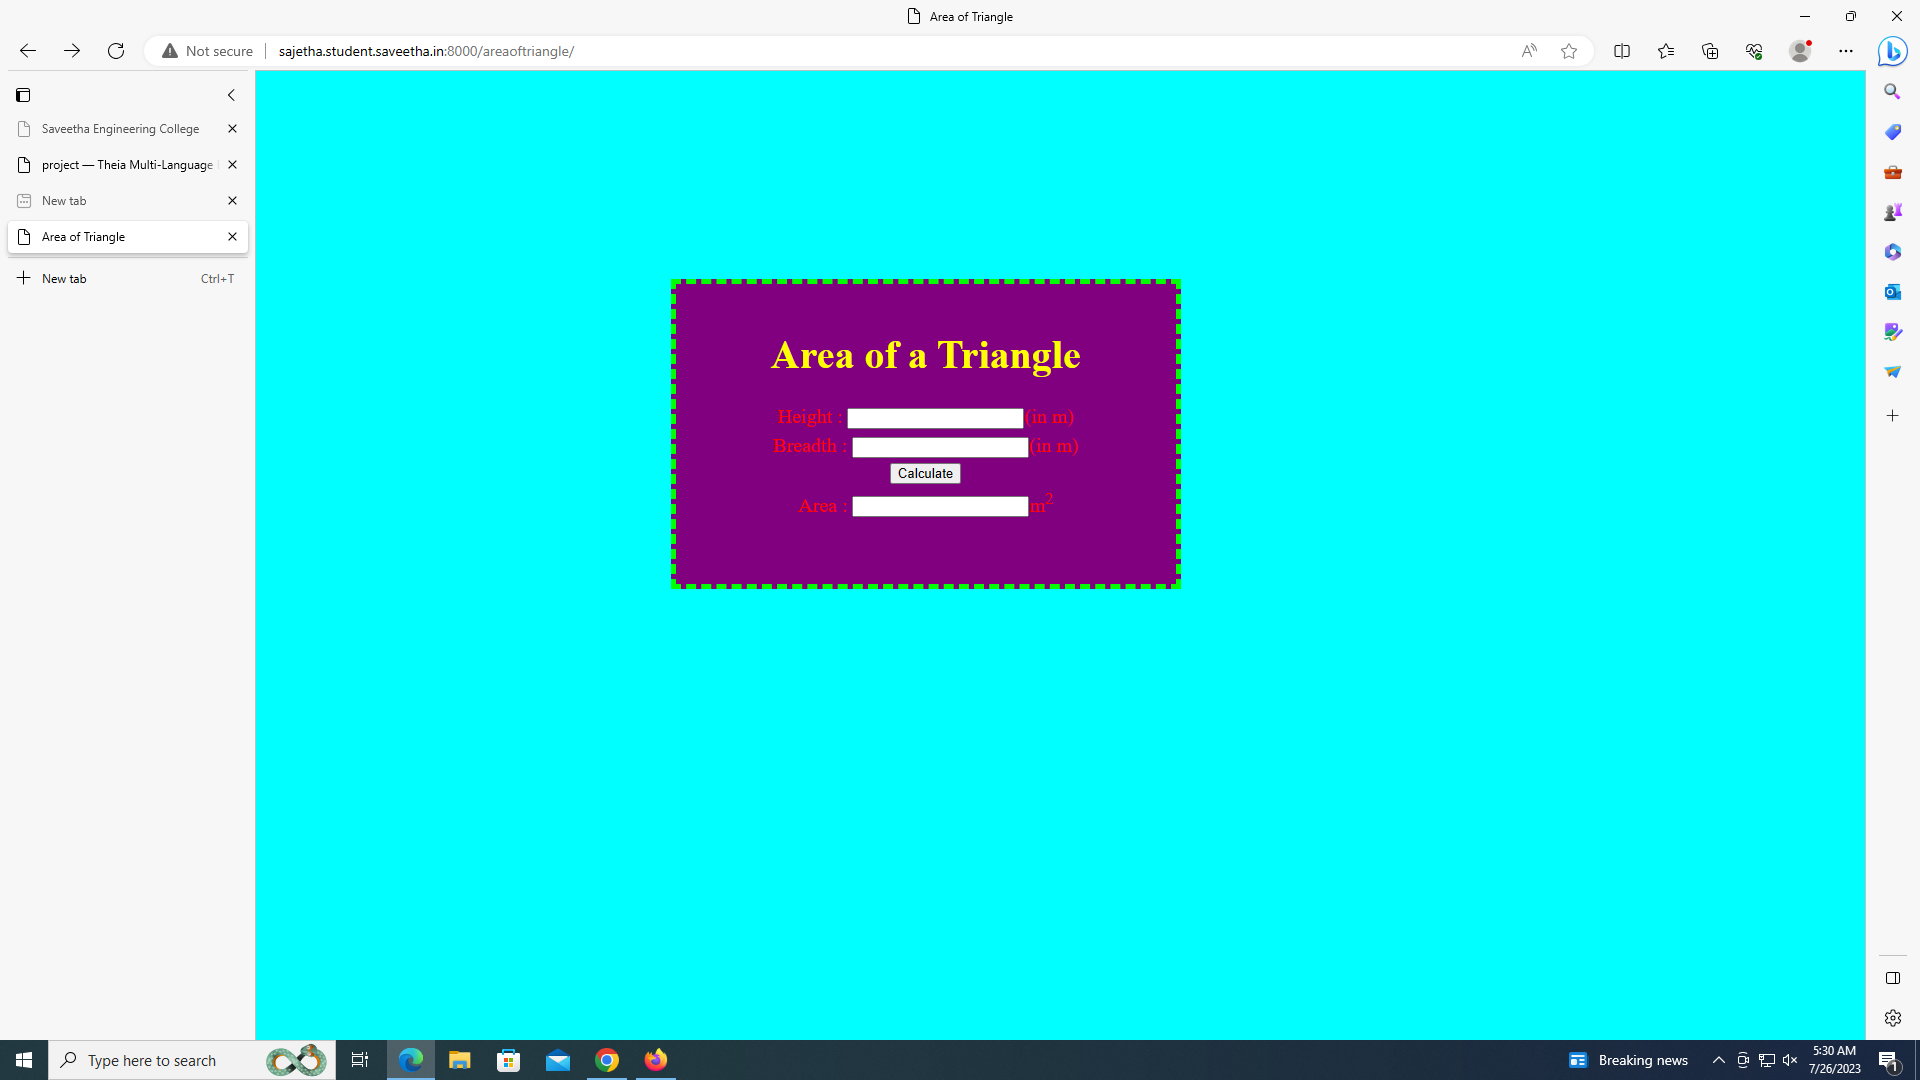 Area of Triangle
Not secure
sajetha.student.saveetha.in:8000/areaoftriangle/
Saveetha Engineering College
project — Theia Multi-Language
New tab
Area of Triangle
New tab Ctrl+T
Area of a Triangle
Height : (in m)
Breadth : (in m)
Calculate
Area : m2
Type here to search
Breaking news
5:30 AM
7/26/2023
1